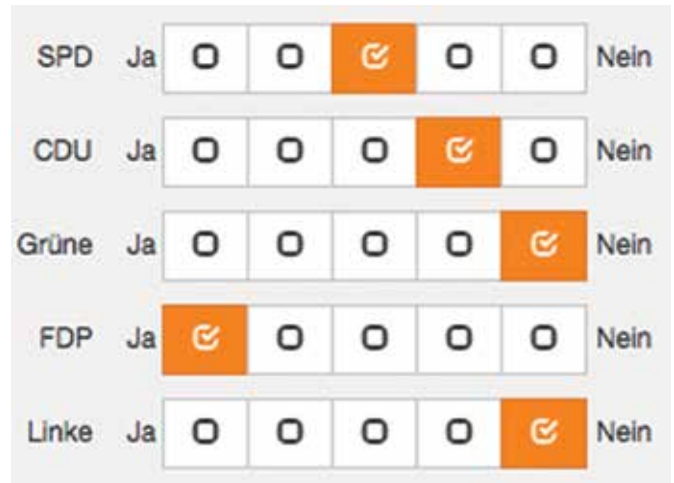 SPD Ja Nein
CDU Ja Nein
Grüne Ja Nein
FDP Ja Nein
Linke Ja Nein